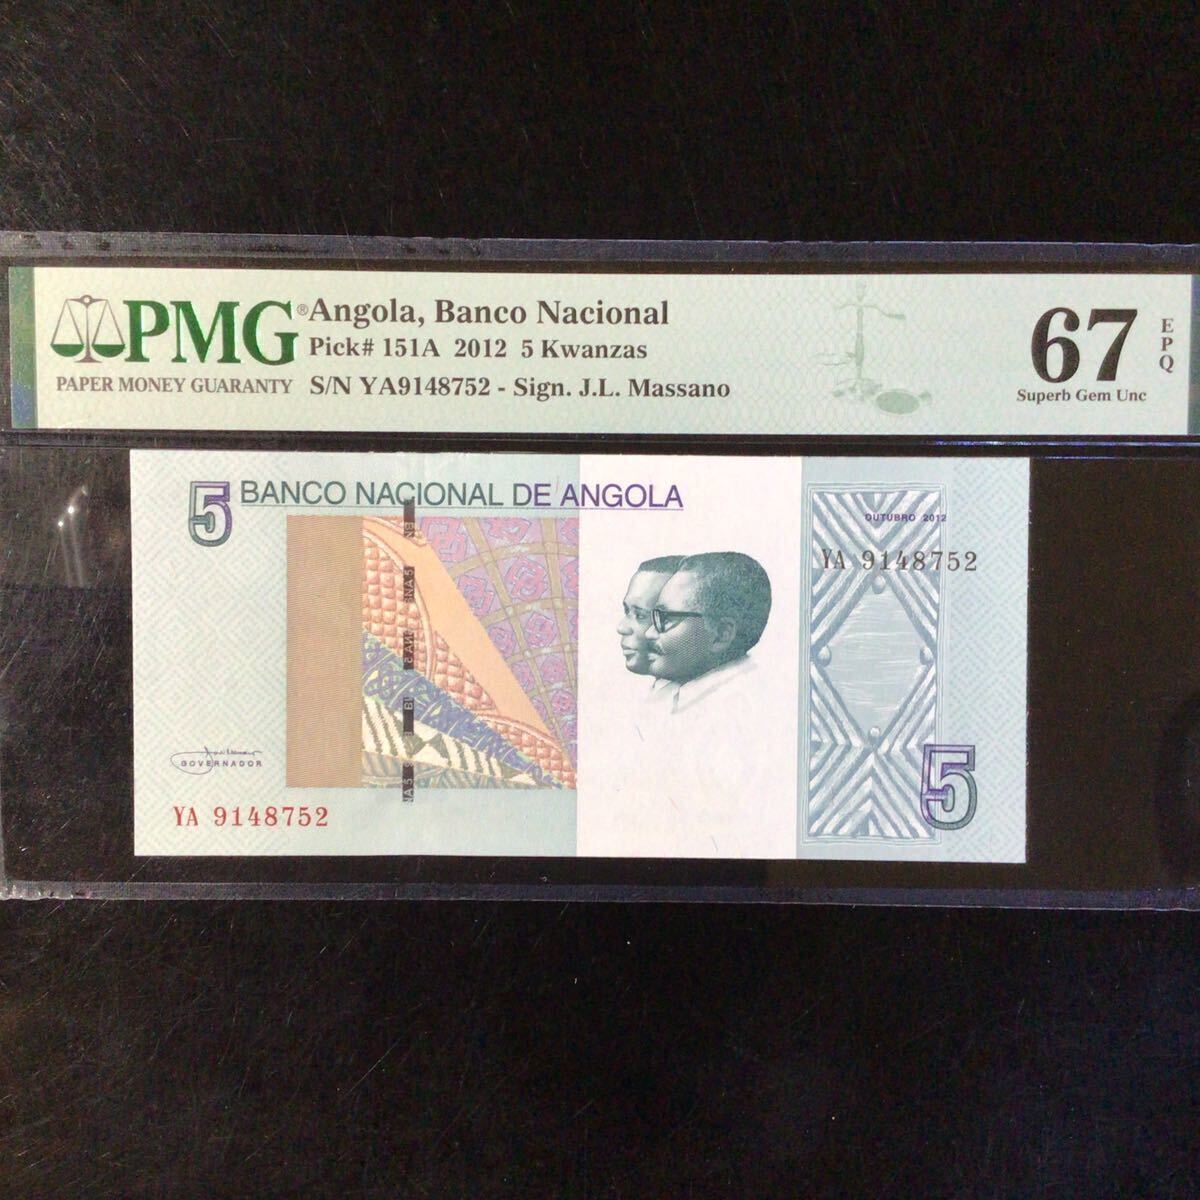 PMG®
PAPER MONEY GUARANTY
Angola, Banco Nacional
Pick# 151A 2012 5 Kwanzas
S/N YA9148752 - Sign. J.L. Massano
67
EPQ
Superb Gem Unc
5 BANCO NACIONAL DE ANGOLA
OUTUBRO 2012
YA 9148752
GOVERNADOR
YA 9148752
5